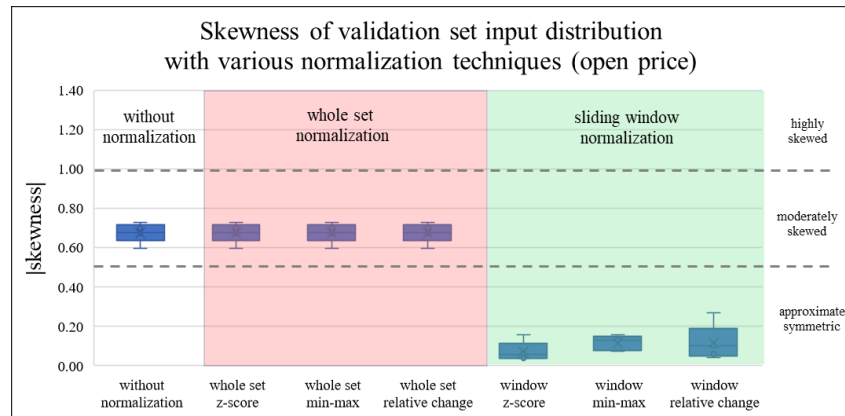 Skewness of validation set input distribution
with various normalization techniques (open price)
|skewness|
1.40
1.20
1.00
0.80
0.60
0.40
0.20
0.00
without
normalization
whole set
normalization
sliding window
normalization
highly
skewed
moderately
skewed
approximate
symmetric
without
normalization
whole set
z-score
whole set
min-max
whole set
relative change
window
z-score
window
min-max
window
relative change